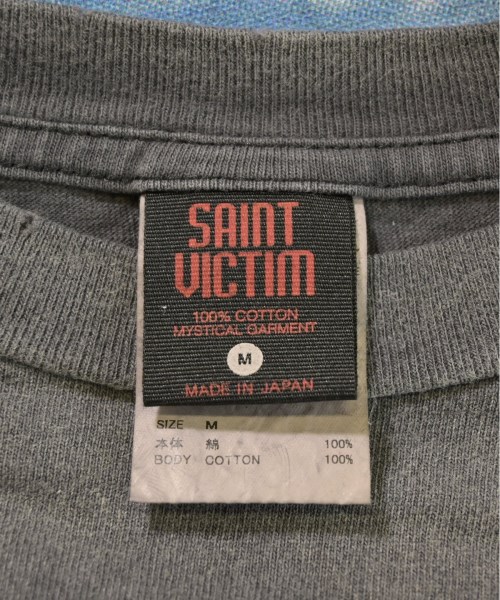 SAINT
VICTIM
100% COTTON
MYSTICAL GARMENT
M
MADE IN JAPAN
SIZE M
本体 綿 100%
BODY COTTON 100%